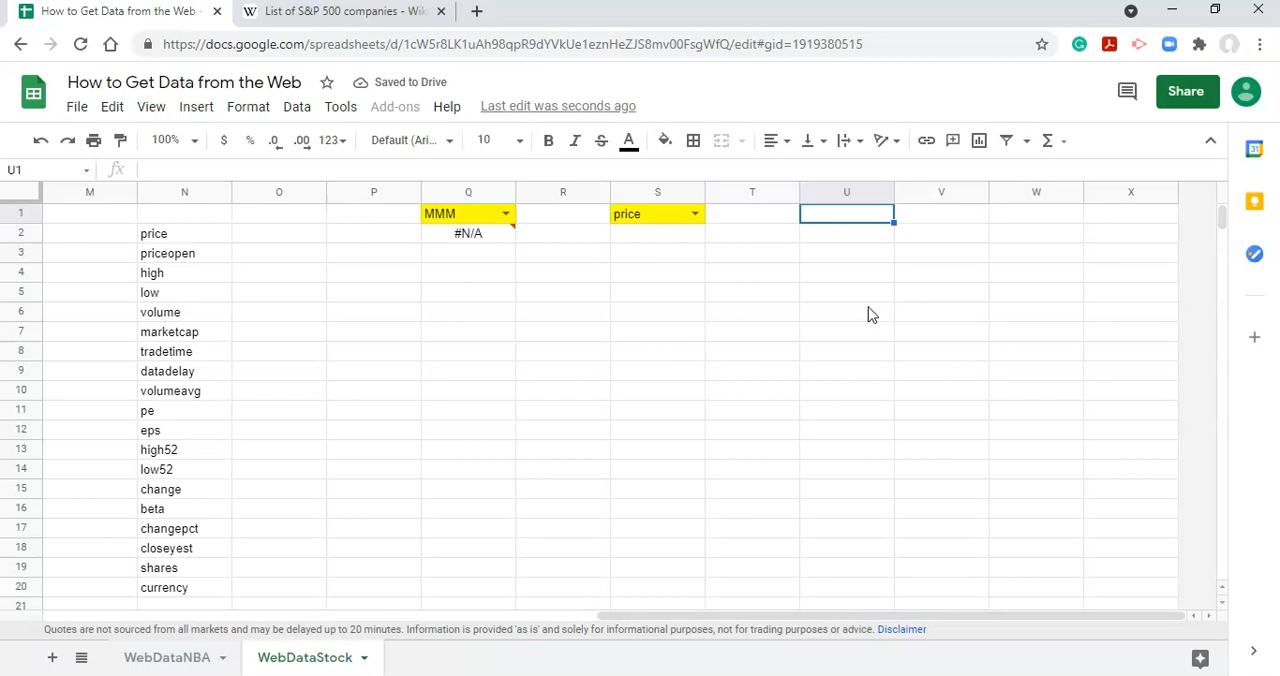 How to Get Data from the Web -
List of S&P 500 companies - Wiki
https://docs.google.com/spreadsheets/d/1cW5r8LK1uAh98qpR9dYVkUe1eznHeZJS8mv00FsgWfQ/edit#gid=1919380515
How to Get Data from the Web
Saved to Drive
File Edit View Insert Format Data Tools Add-ons Help Last edit was seconds ago
Share
100% $ % .0 .00 123 Default (Ari... 10 B I S A
U1 fx
M N O P Q R S T U V W X
1 MMM price
2 price #N/A
3 priceopen
4 high
5 low
6 volume
7 marketcap
8 tradetime
9 datadelay
10 volumeavg
11 pe
12 eps
13 high52
14 low52
15 change
16 beta
17 changepct
18 closeyest
19 shares
20 currency
21
Quotes are not sourced from all markets and may be delayed up to 20 minutes. Information is provided 'as is' and solely for informational purposes, not for trading purposes or advice. Disclaimer
WebDataNBA WebDataStock
31